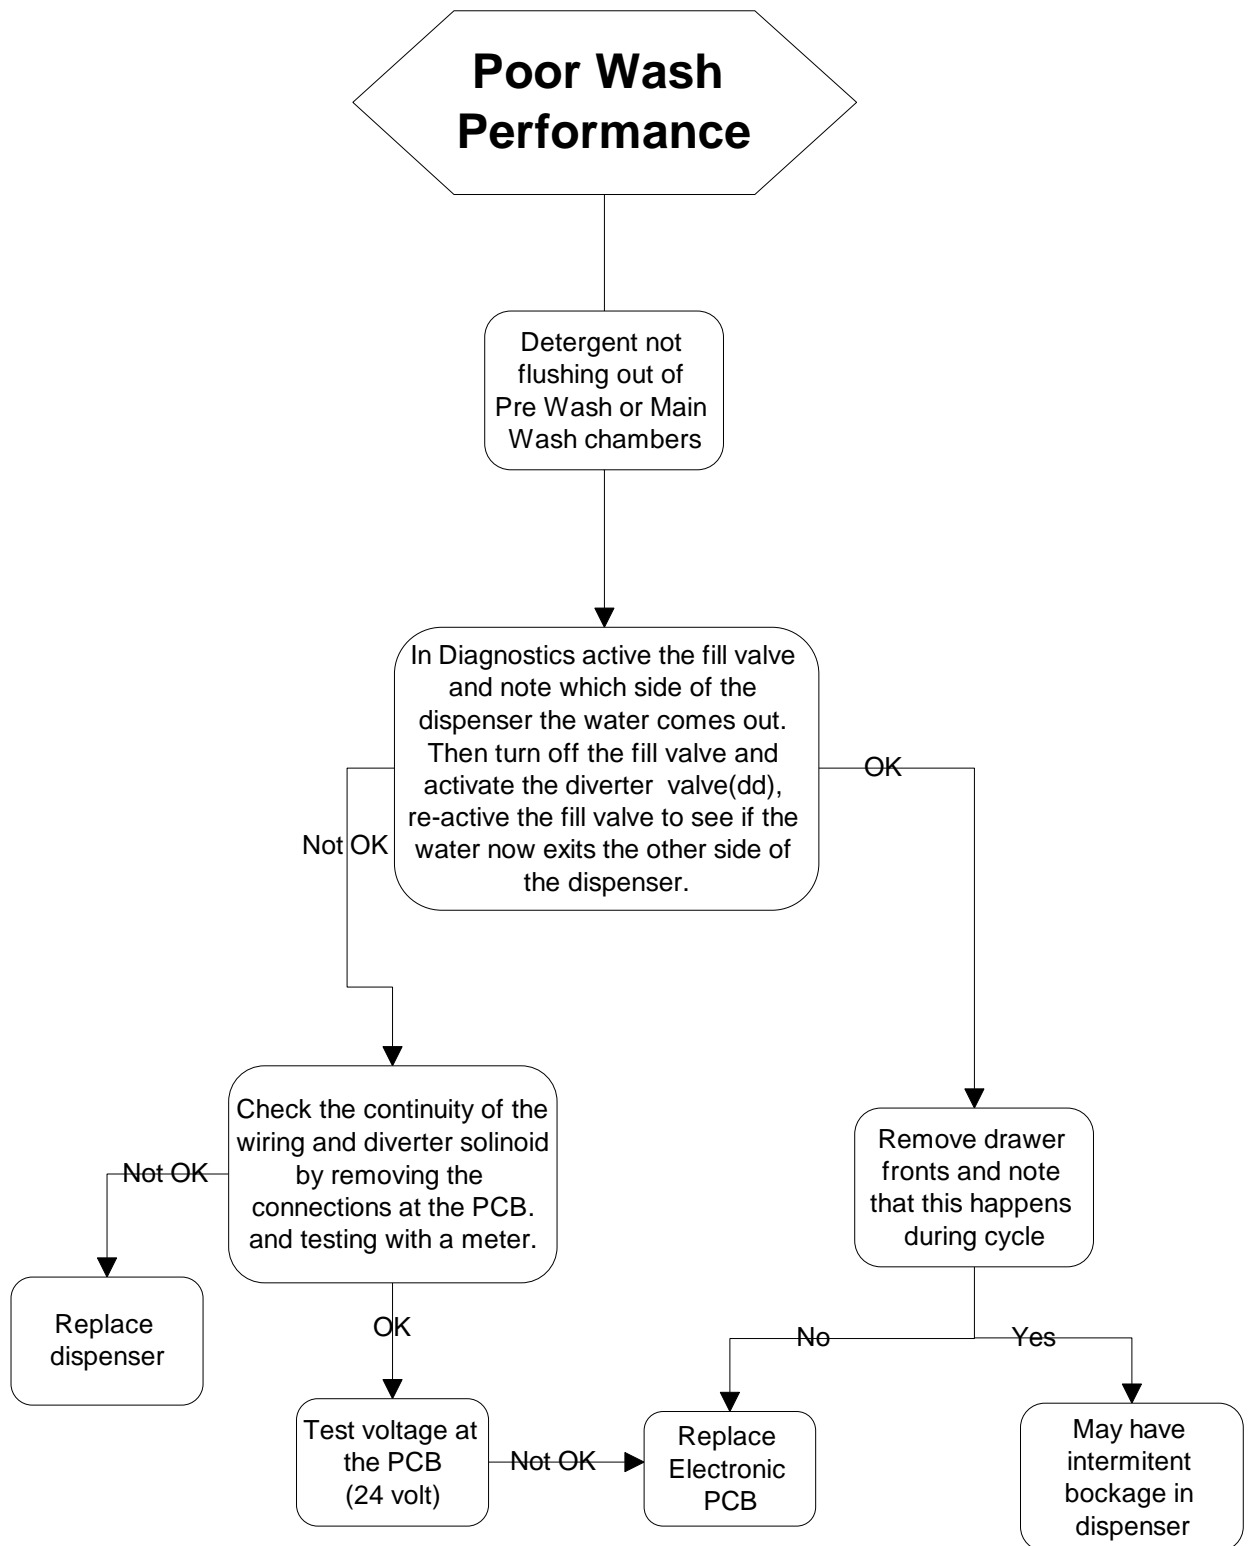 Poor Wash
Performance
Detergent not
flushing out of
Pre Wash or Main
Wash chambers
In Diagnostics active the fill valve
and note which side of the
dispenser the water comes out.
Then turn off the fill valve and
activate the diverter valve(dd),
re-active the fill valve to see if the
water now exits the other side of
the dispenser.
OK
Not OK
Check the continuity of the
wiring and diverter solinoid
by removing the
connections at the PCB.
and testing with a meter.
Not OK
Remove drawer
fronts and note
that this happens
during cycle
Replace
dispenser
OK
No
Yes
Test voltage at
the PCB
(24 volt)
Not OK
Replace
Electronic
PCB
May have
intermitent
bockage in
dispenser